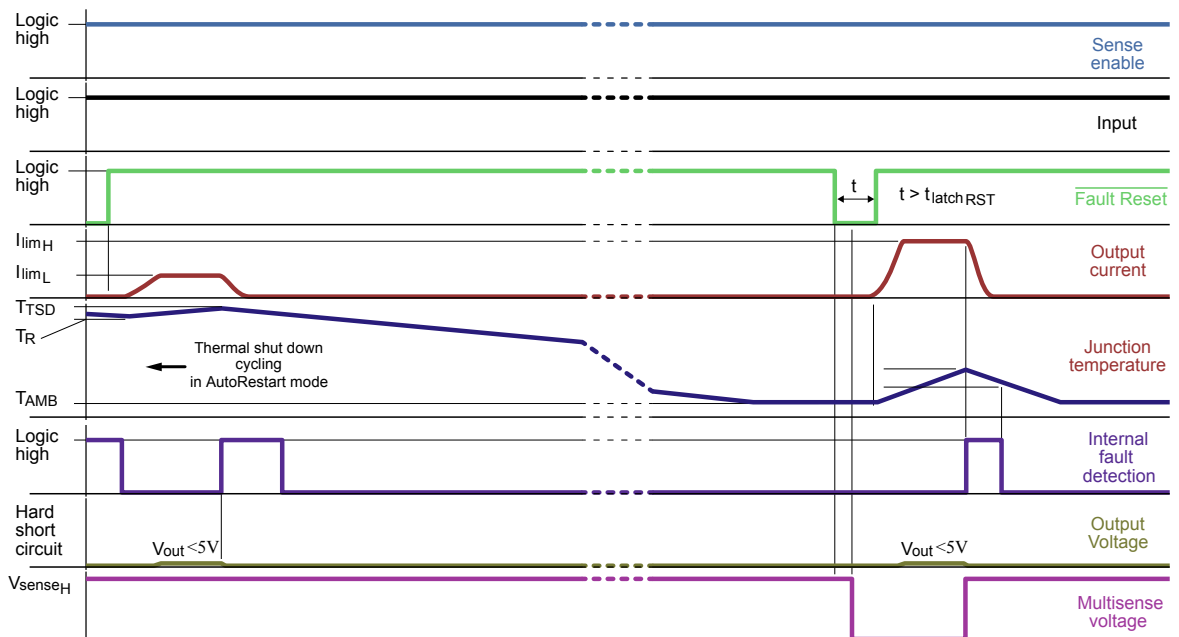 Logic
high
Sense
enable
Logic
high
Input
Logic
high
t
t > tlatchRST
Fault Reset
IlimH
IlimL
Output
current
TTSD
TR
Thermal shut down
cycling
in AutoRestart mode
Junction
temperature
TAMB
Logic
high
Internal
fault
detection
Hard
short
circuit
Vout <5V
Vout <5V
Output
Voltage
VsenseH
Multisense
voltage